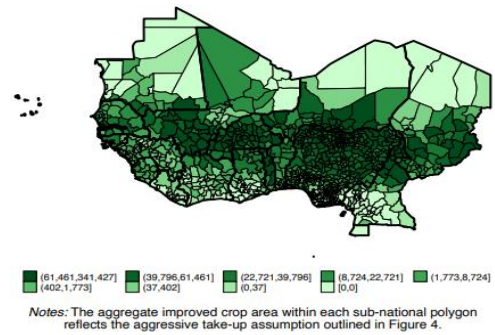 (61,461,341,427] (39,796,61,461] (22,721,39,796] (8,724,22,721] (1,773,8,724]
(402,1,773] (37,402] (0,37] [0,0]
Notes: The aggregate improved crop area within each sub-national polygon
reflects the aggressive take-up assumption outlined in Figure 4.